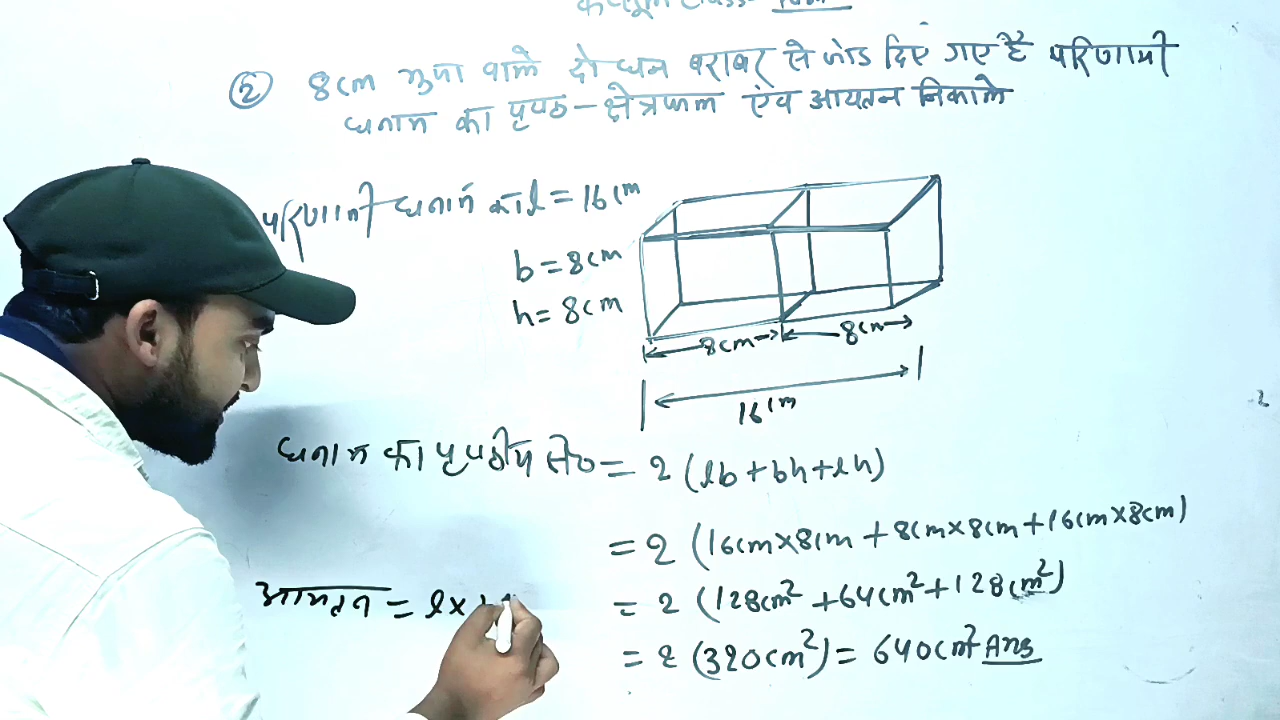 ② 8cm भुजा वाले दो घन बराबर से जोड दिए गए है परिणामी
घनाभ का पृष्ठ-क्षेत्रफल एंव आयतन निकाले
परिणामी घनाभ का l = 16cm
b = 8cm
h = 8cm
8cm 8cm
16cm
घनाभ का पृष्ठीय क्षे० = 2 (lb + bh + lh)
= 2 (16cm×8cm + 8cm×8cm + 16cm×8cm)
= 2 (128cm² + 64cm² + 128cm²)
= 2 (320cm²) = 640cm² Ans
आयतन = l×